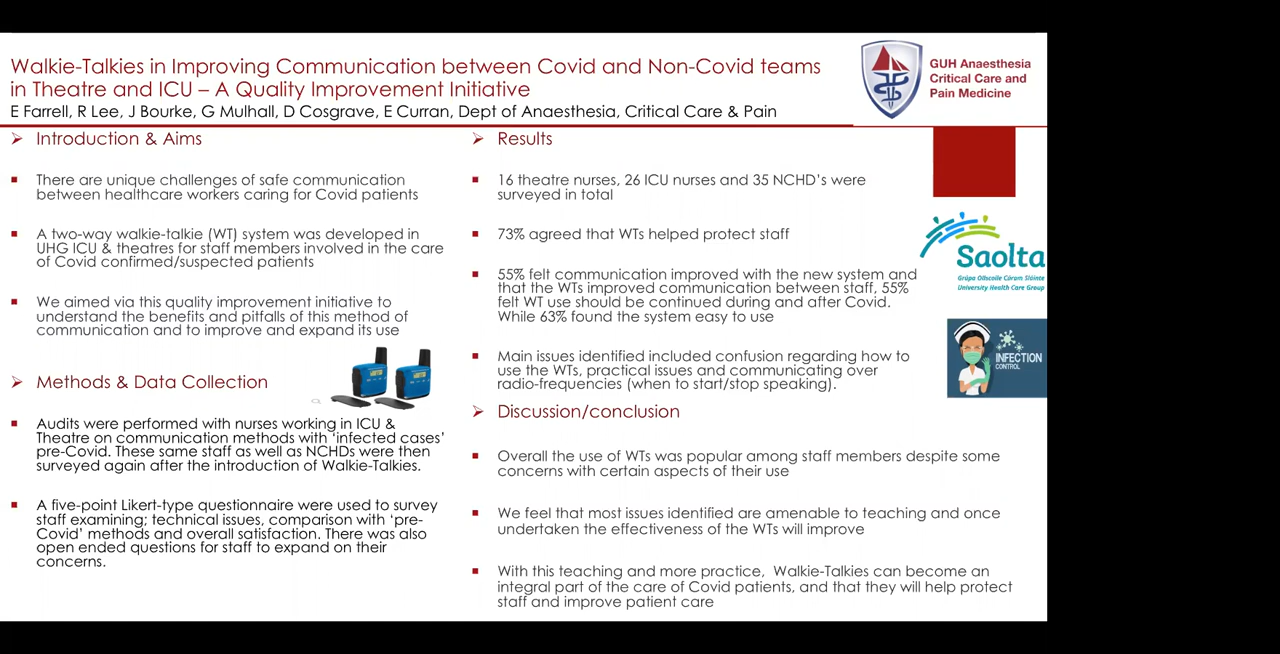 Walkie-Talkies in Improving Communication between Covid and Non-Covid teams
in Theatre and ICU – A Quality Improvement Initiative
E Farrell, R Lee, J Bourke, G Mulhall, D Cosgrave, E Curran, Dept of Anaesthesia, Critical Care & Pain
GUH Anaesthesia
Critical Care and
Pain Medicine
➢ Introduction & Aims
▪ There are unique challenges of safe communication
between healthcare workers caring for Covid patients
▪ A two-way walkie-talkie (WT) system was developed in
UHG ICU & theatres for staff members involved in the care
of Covid confirmed/suspected patients
▪ We aimed via this quality improvement initiative to
understand the benefits and pitfalls of this method of
communication and to improve and expand its use
➢ Methods & Data Collection
▪ Audits were performed with nurses working in ICU &
Theatre on communication methods with ‘infected cases’
pre-Covid. These same staff as well as NCHDs were then
surveyed again after the introduction of Walkie-Talkies.
▪ A five-point Likert-type questionnaire were used to survey
staff examining; technical issues, comparison with ‘pre-
Covid’ methods and overall satisfaction. There was also
open ended questions for staff to expand on their
concerns.
➢ Results
▪ 16 theatre nurses, 26 ICU nurses and 35 NCHD’s were
surveyed in total
▪ 73% agreed that WTs helped protect staff
▪ 55% felt communication improved with the new system and
that the WTs improved communication between staff, 55%
felt WT use should be continued during and after Covid.
While 63% found the system easy to use
▪ Main issues identified included confusion regarding how to
use the WTs, practical issues and communicating over
radio-frequencies (when to start/stop speaking).
➢ Discussion/conclusion
▪ Overall the use of WTs was popular among staff members despite some
concerns with certain aspects of their use
▪ We feel that most issues identified are amenable to teaching and once
undertaken the effectiveness of the WTs will improve
▪ With this teaching and more practice, Walkie-Talkies can become an
integral part of the care of Covid patients, and that they will help protect
staff and improve patient care
Saolta
Grúpa Ollscoile Cúram Sláinte
University Health Care Group
INFECTION
CONTROL